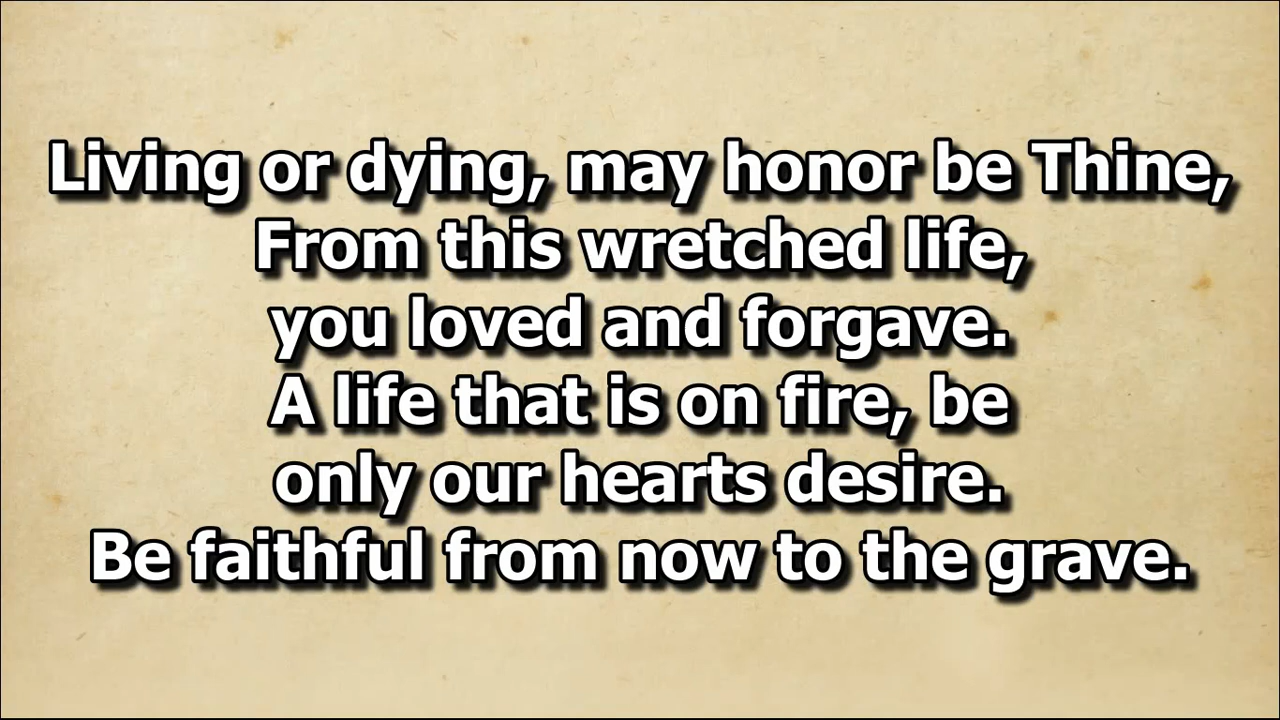 Living or dying, may honor be Thine,
From this wretched life,
you loved and forgave.
A life that is on fire, be
only our hearts desire.
Be faithful from now to the grave.